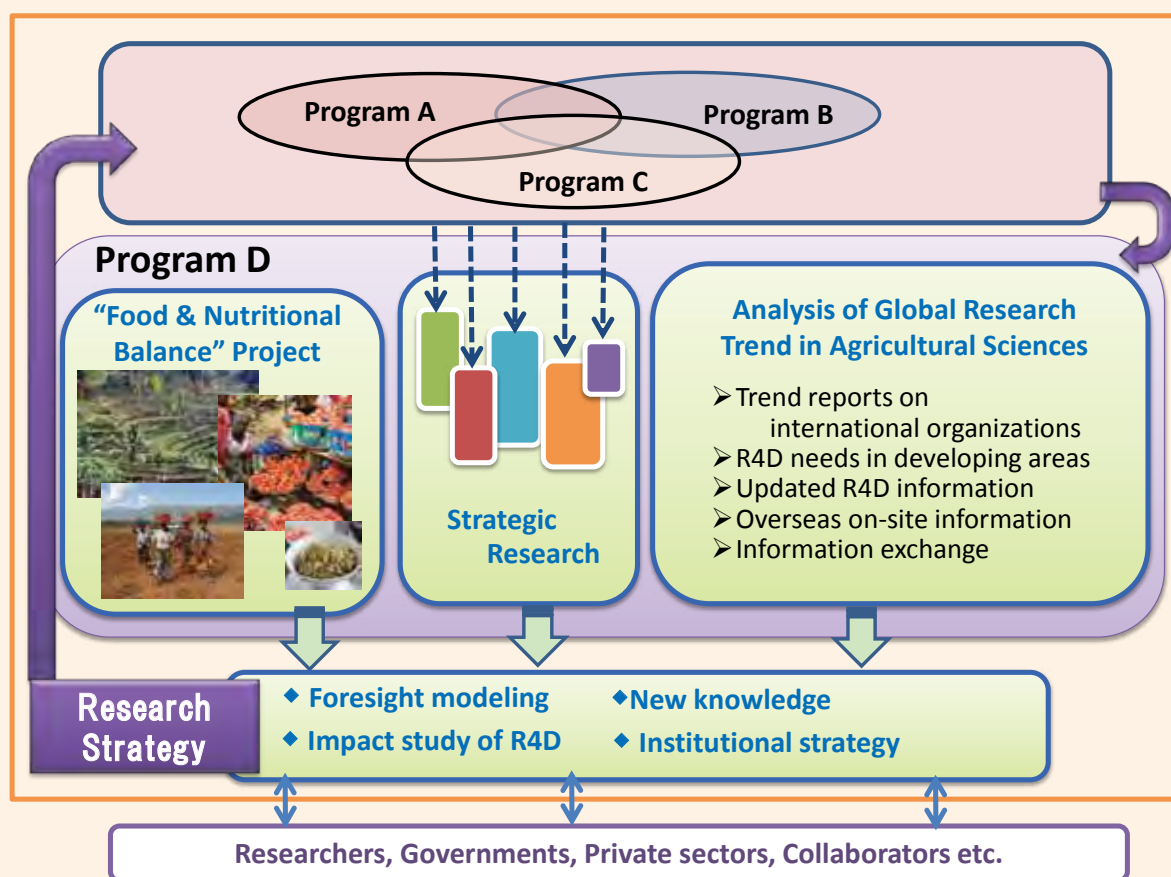 Program A
Program B
Program C
Program D
“Food & Nutritional
Balance” Project
Strategic
Research
Analysis of Global Research
Trend in Agricultural Sciences
➢Trend reports on
international organizations
➢R4D needs in developing areas
➢Updated R4D information
➢Overseas on-site information
➢Information exchange
Research
Strategy
◆ Foresight modeling
◆ Impact study of R4D
◆New knowledge
◆ Institutional strategy
Researchers, Governments, Private sectors, Collaborators etc.